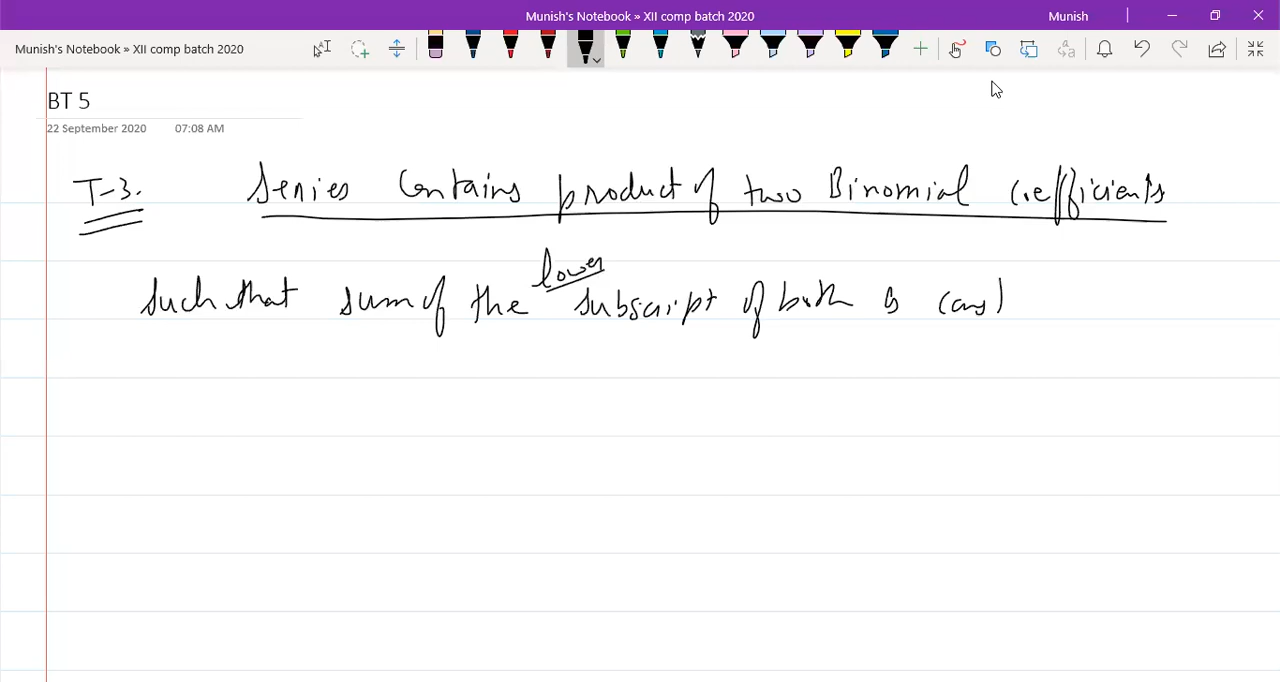 Munish's Notebook » XII comp batch 2020
Munish
Munish's Notebook » XII comp batch 2020
BT 5
22 September 2020 07:08 AM
T-3. Series Contains product of two Binomial coefficients
lower
such that sum of the subscript of both is